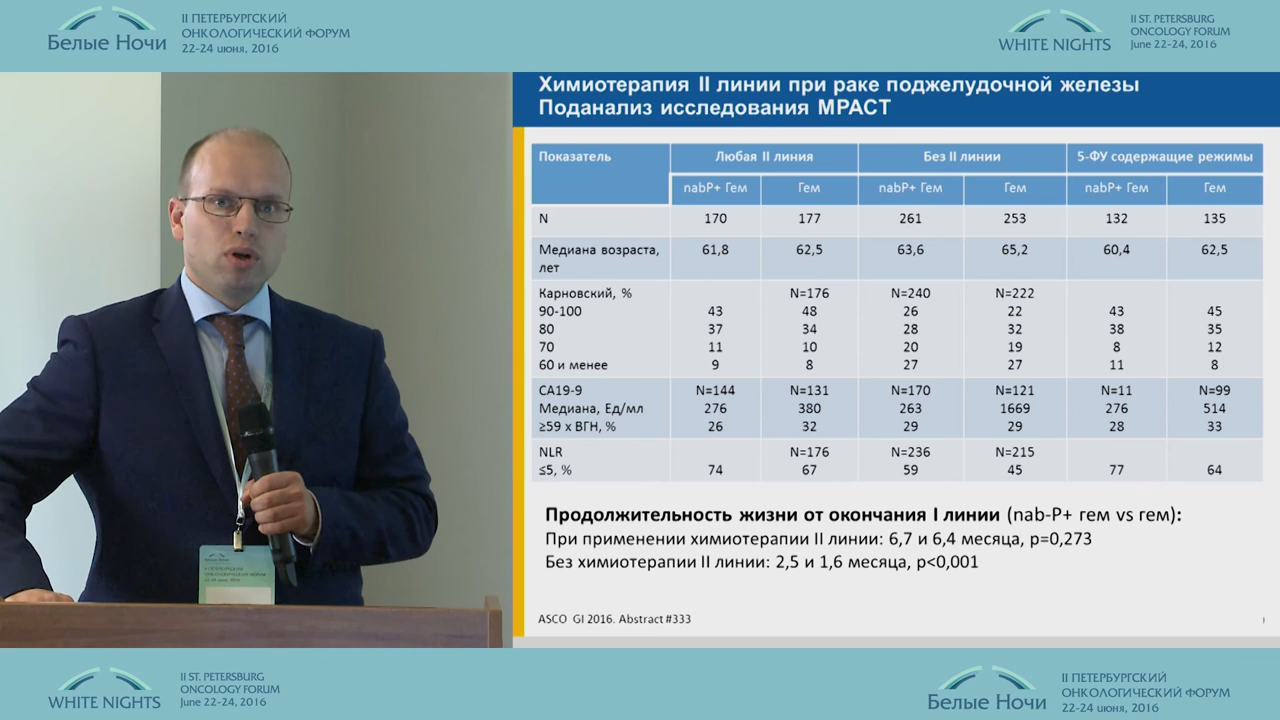 II ПЕТЕРБУРГСКИЙ
ОНКОЛОГИЧЕСКИЙ ФОРУМ
Белые Ночи
22-24 июня, 2016
II ST. PETERSBURG
ONCOLOGY FORUM
WHITE NIGHTS
June 22-24, 2016
Химиотерапия II линии при раке поджелудочной железы
Поданализ исследования MPACT
Показатель Любая II линия Без II линии 5-ФУ содержащие режимы
nabP+ Гем Гем nabP+ Гем Гем nabP+ Гем Гем
N 170 177 261 253 132 135
Медиана возраста, 61,8 62,5 63,6 65,2 60,4 62,5
лет
Карновский, % N=176 N=240 N=222
90-100 43 48 26 22 43 45
80 37 34 28 32 38 35
70 11 10 20 19 8 12
60 и менее 9 8 27 27 11 8
CA19-9 N=144 N=131 N=170 N=121 N=11 N=99
Медиана, Ед/мл 276 380 263 1669 276 514
≥59 x ВГН, % 26 32 29 29 28 33
NLR N=176 N=236 N=215
≤5, % 74 67 59 45 77 64
Продолжительность жизни от окончания I линии (nab-P+ гем vs гем):
При применении химиотерапии II линии: 6,7 и 6,4 месяца, p=0,273
Без химиотерапии II линии: 2,5 и 1,6 месяца, p<0,001
ASCO GI 2016. Abstract #333
Белые Ночи
II ПЕТЕРБУРГСКИЙ
ОНКОЛОГИЧЕСКИЙ ФОРУМ
22-24 июня, 2016
II ST. PETERSBURG
ONCOLOGY FORUM
WHITE NIGHTS
June 22-24, 2016
II ПЕТЕРБУРГСКИЙ
ОНКОЛОГИЧЕСКИЙ ФОРУМ
Белые Ночи
22-24 июня, 2016